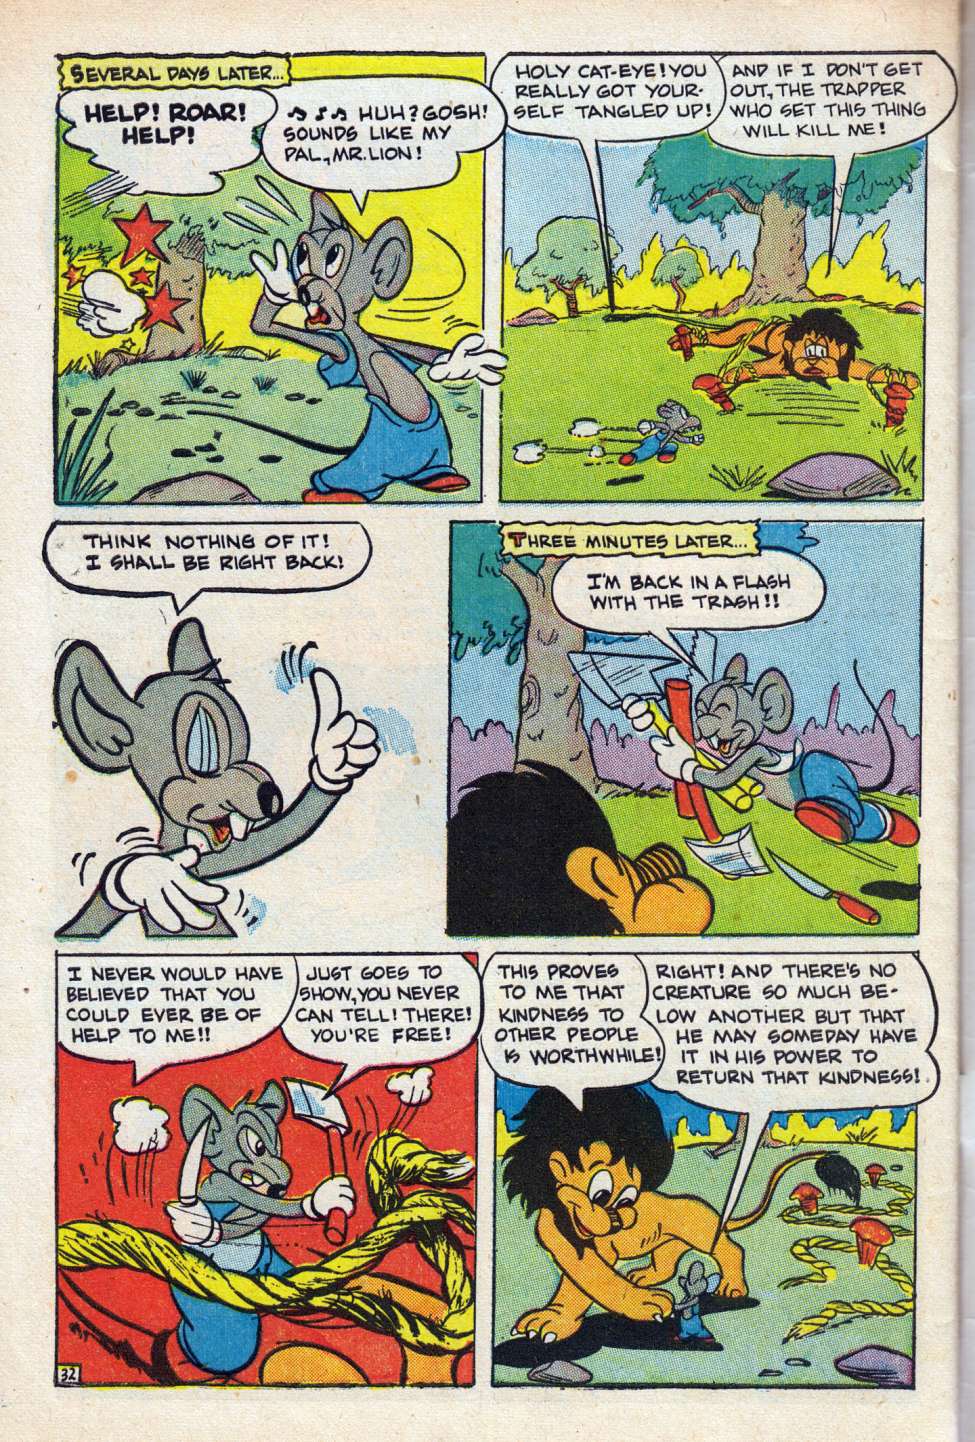 SEVERAL DAYS LATER...
HELP! ROAR!
HELP!
♫ ♪ ♫ HUH? GOSH!
SOUNDS LIKE MY
PAL, MR. LION!
HOLY CAT-EYE! YOU
REALLY GOT YOUR-
SELF TANGLED UP!
AND IF I DON'T GET
OUT, THE TRAPPER
WHO SET THIS THING
WILL KILL ME!
THINK NOTHING OF IT!
I SHALL BE RIGHT BACK!
THREE MINUTES LATER...
I'M BACK IN A FLASH
WITH THE TRASH!!
I NEVER WOULD HAVE
BELIEVED THAT YOU
COULD EVER BE OF
HELP TO ME!!
JUST GOES TO
SHOW, YOU NEVER
CAN TELL! THERE!
YOU'RE FREE!
THIS PROVES
TO ME THAT
KINDNESS TO
OTHER PEOPLE
IS WORTHWHILE!
RIGHT! AND THERE'S NO
CREATURE SO MUCH BE-
LOW ANOTHER BUT THAT
HE MAY SOMEDAY HAVE
IT IN HIS POWER TO
RETURN THAT KINDNESS!
32